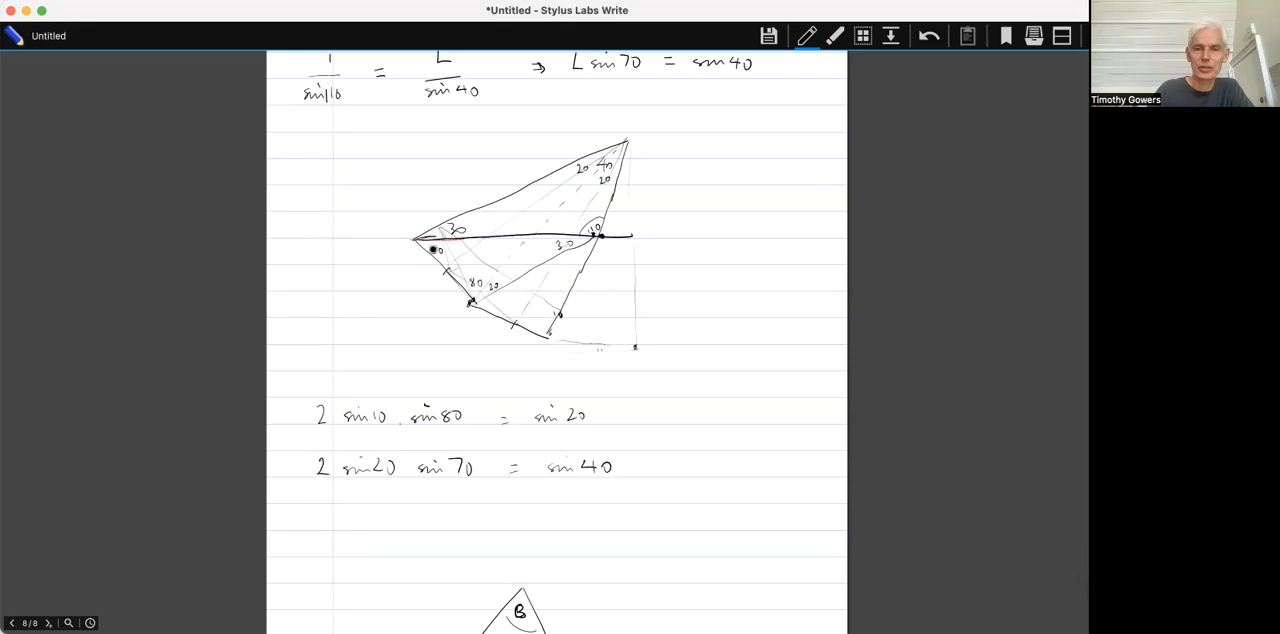 *Untitled - Stylus Labs Write
Untitled
Timothy Gowers
1 / sin 110 = L / sin 40 ⇒ L sin 70 = sin 40
20 40
20
30
30
80 20
10
2 sin 10 . sin 80 = sin 20
2 sin 20 sin 70 = sin 40
B
8/8